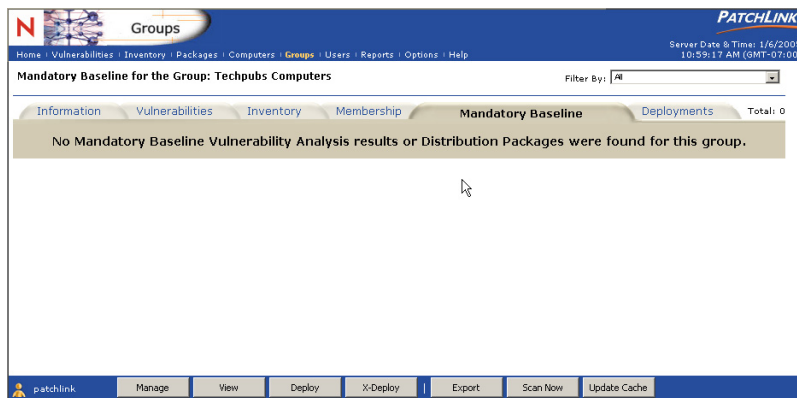 N Groups PATCHLINK
Server Date & Time: 1/6/200
Home Vulnerabilities Inventory Packages Computers Groups Users Reports Options Help 10:59:17 AM (GMT-07:00
Mandatory Baseline for the Group: Techpubs Computers Filter By: All
Information Vulnerabilities Inventory Membership Mandatory Baseline Deployments Total: 0
No Mandatory Baseline Vulnerability Analysis results or Distribution Packages were found for this group.
patchlink Manage View Deploy X-Deploy | Export Scan Now Update Cache